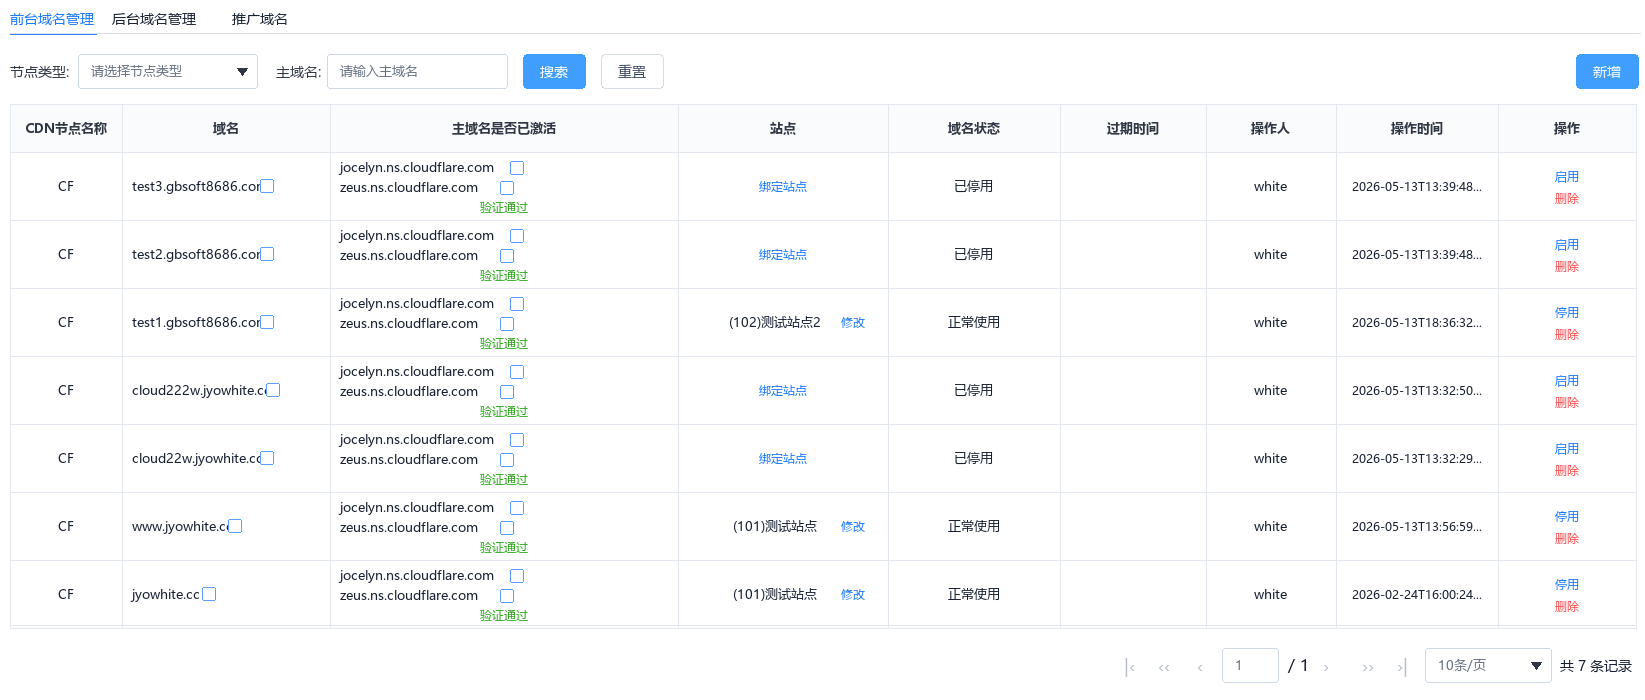 前台域名管理 后台域名管理 推广域名
节点类型: 请选择节点类型 主域名: 请输入主域名 搜索 重置 新增
CDN节点名称 域名 主域名是否已激活 站点 域名状态 过期时间 操作人 操作时间 操作
jocelyn.ns.cloudflare.com 启用
CF test3.gbsoft8686.com zeus.ns.cloudflare.com 绑定站点 已停用 white 2026-05-13T13:39:48...
验证通过 删除
jocelyn.ns.cloudflare.com 启用
CF test2.gbsoft8686.com zeus.ns.cloudflare.com 绑定站点 已停用 white 2026-05-13T13:39:48...
验证通过 删除
jocelyn.ns.cloudflare.com 停用
CF test1.gbsoft8686.com zeus.ns.cloudflare.com (102)测试站点2 修改 正常使用 white 2026-05-13T18:36:32...
验证通过 删除
jocelyn.ns.cloudflare.com 启用
CF cloud222w.jyowhite.cc zeus.ns.cloudflare.com 绑定站点 已停用 white 2026-05-13T13:32:50...
验证通过 删除
jocelyn.ns.cloudflare.com 启用
CF cloud22w.jyowhite.cc zeus.ns.cloudflare.com 绑定站点 已停用 white 2026-05-13T13:32:29...
验证通过 删除
jocelyn.ns.cloudflare.com 停用
CF www.jyowhite.cc zeus.ns.cloudflare.com (101)测试站点 修改 正常使用 white 2026-05-13T13:56:59...
验证通过 删除
jocelyn.ns.cloudflare.com 停用
CF jyowhite.cc zeus.ns.cloudflare.com (101)测试站点 修改 正常使用 white 2026-02-24T16:00:24...
验证通过 删除
1 / 1 10条/页 共 7 条记录